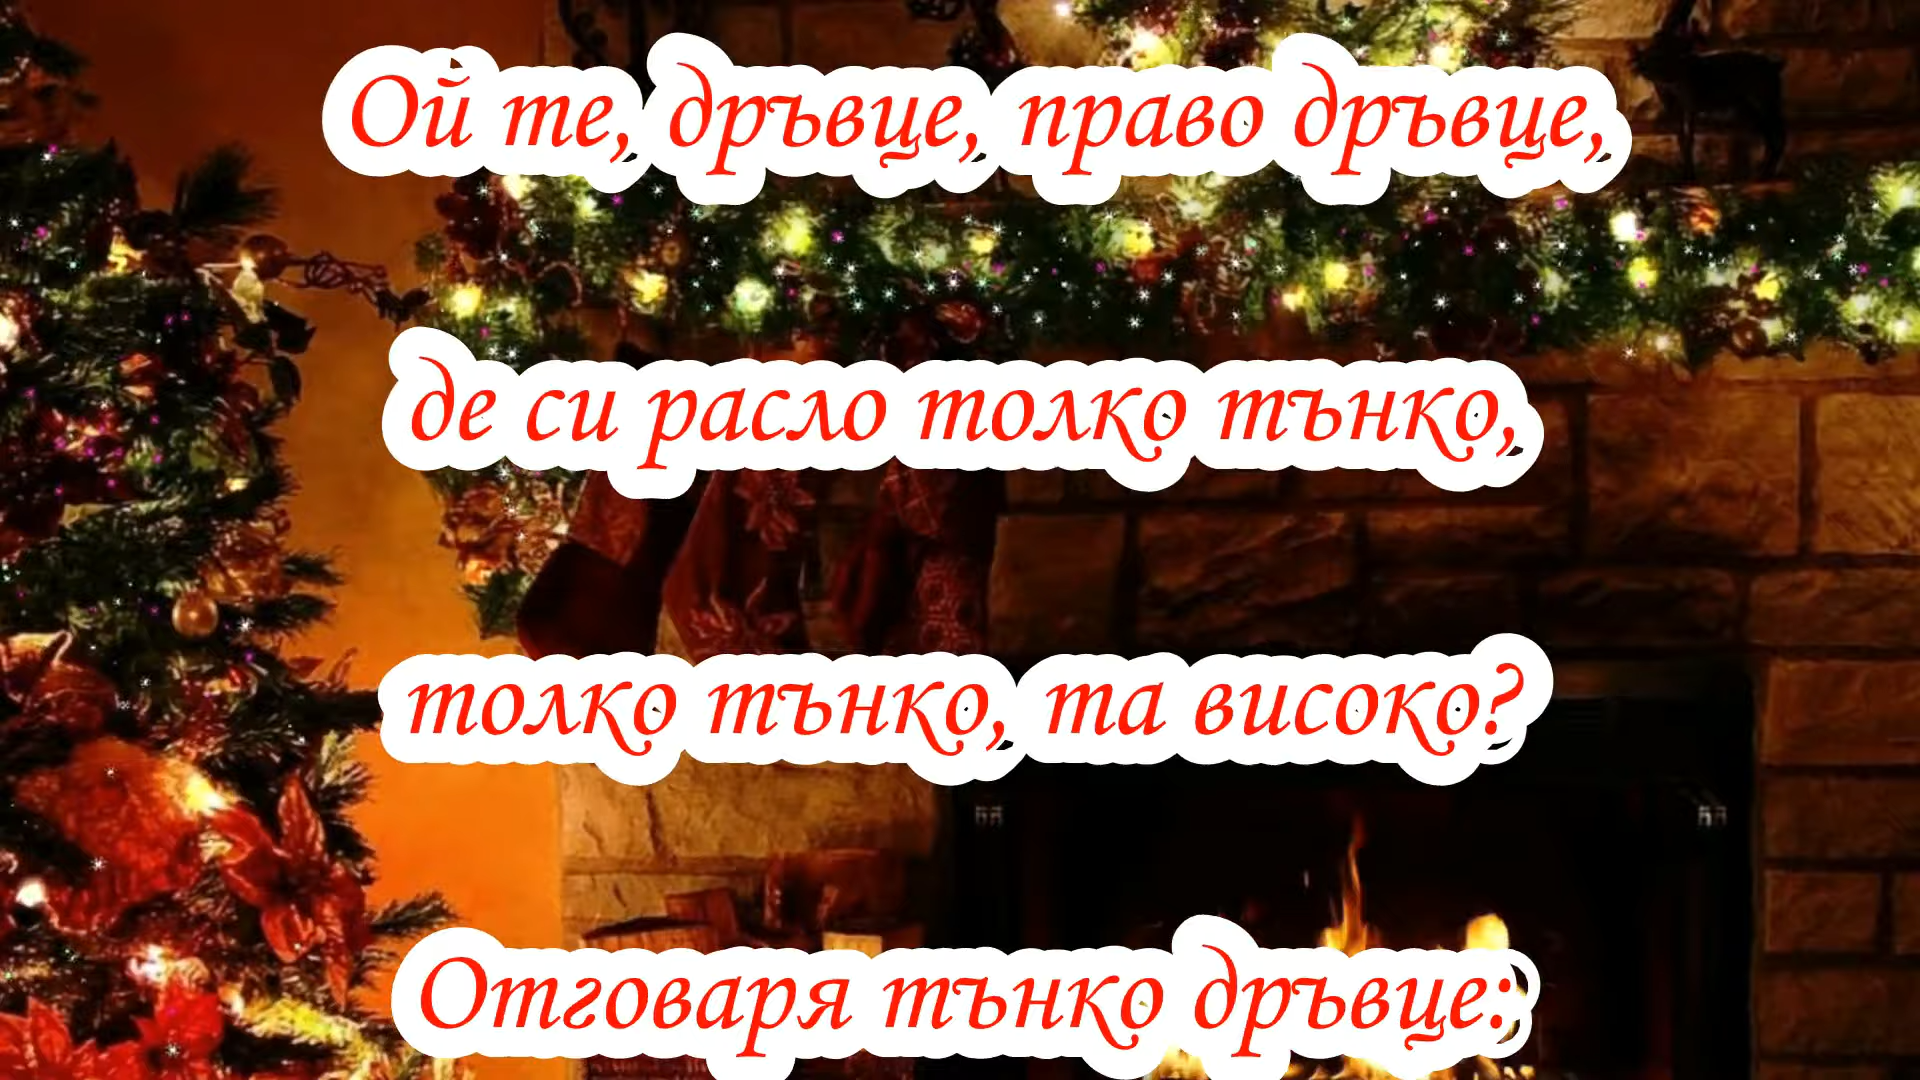 Ой те, дръвце, право дръвце,
де си расло толко тънко,
толко тънко, та високо?
Отговаря тънко дръвце: